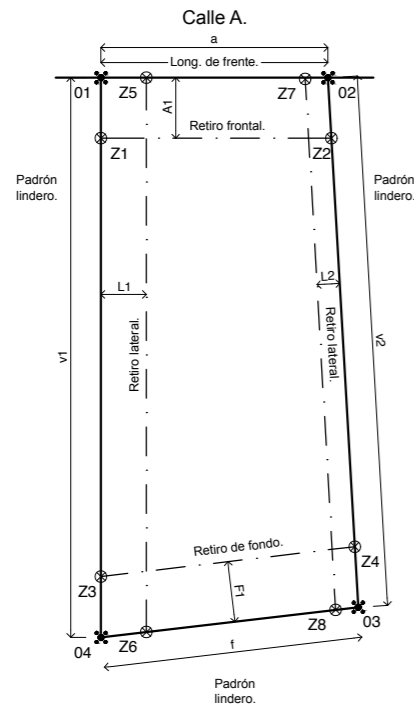 Calle A.
a
Long. de frente.
01
Z5
A1
Z7
02
Retiro frontal.
Z1
Z2
Padrón
lindero.
Padrón
lindero.
L1
L2
v1
Retiro lateral.
Retiro lateral.
v2
Retiro de fondo.
Z3
Z4
F1
04
Z6
Z8
03
f
Padrón
lindero.